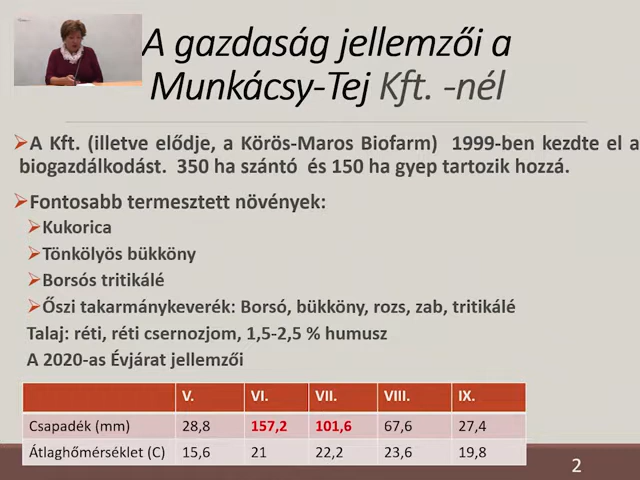 A gazdaság jellemzői a
Munkácsy-Tej Kft. -nél
➢A Kft. (illetve elődje, a Körös-Maros Biofarm) 1999-ben kezdte el a
biogazdálkodást. 350 ha szántó és 150 ha gyep tartozik hozzá.
➢Fontosabb termesztett növények:
➢Kukorica
➢Tönkölyös bükköny
➢Borsós tritikálé
➢Őszi takarmánykeverék: Borsó, bükköny, rozs, zab, tritikálé
Talaj: réti, réti csernozjom, 1,5-2,5 % humusz
A 2020-as Évjárat jellemzői
V. VI. VII. VIII. IX.
Csapadék (mm) 28,8 157,2 101,6 67,6 27,4
Átlaghőmérséklet (C) 15,6 21 22,2 23,6 19,8
2